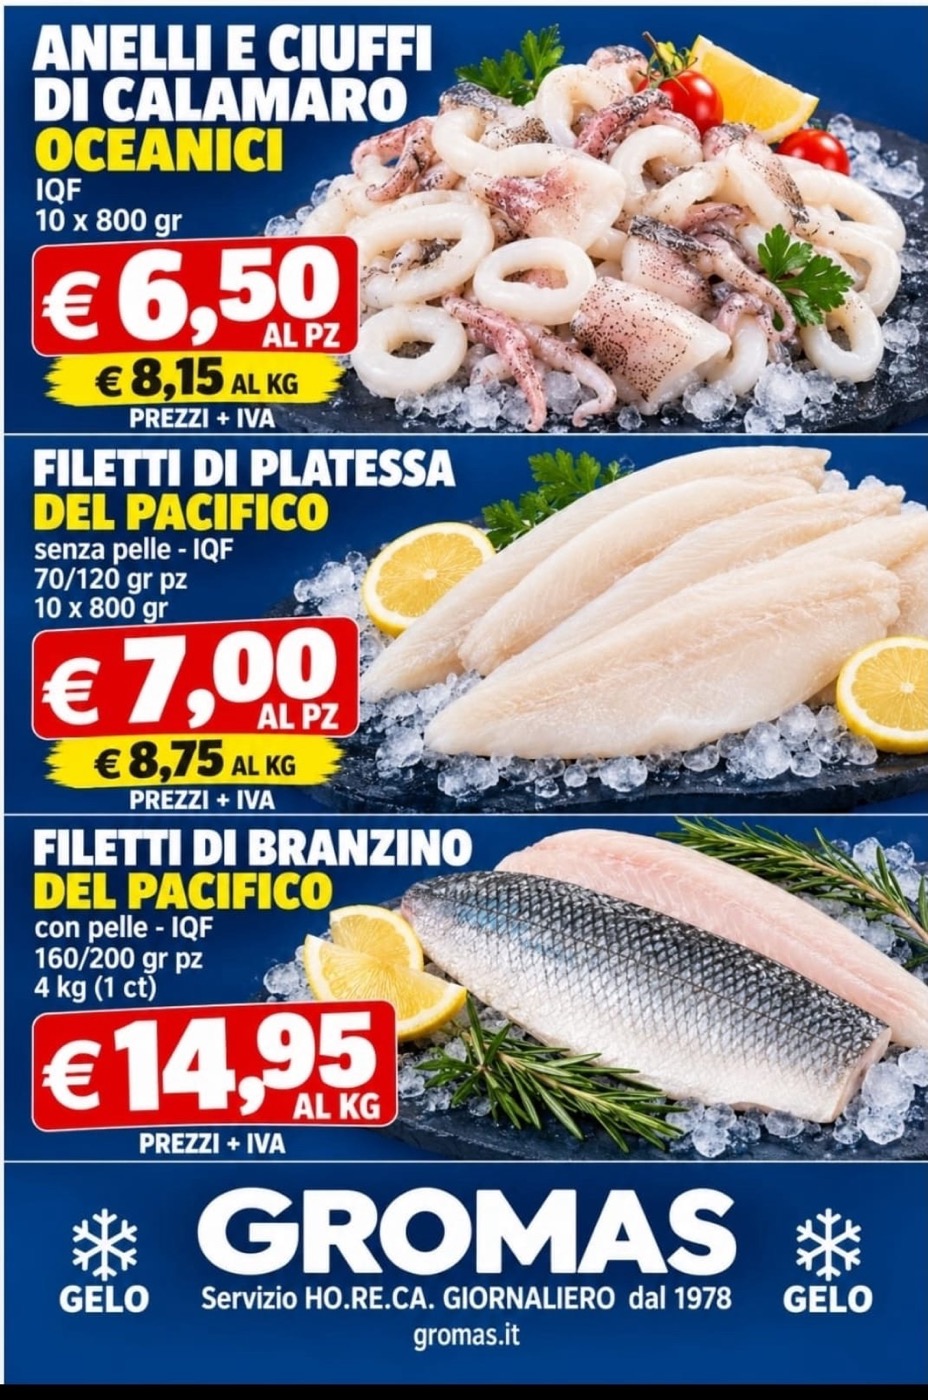 ANELLI E CIUFFI
DI CALAMARO
OCEANICI
IQF
10 x 800 gr
€ 6,50
AL PZ
€ 8,15 AL KG
PREZZI + IVA
FILETTI DI PLATESSA
DEL PACIFICO
senza pelle - IQF
70/120 gr pz
10 x 800 gr
€ 7,00
AL PZ
€ 8,75 AL KG
PREZZI + IVA
FILETTI DI BRANZINO
DEL PACIFICO
con pelle - IQF
160/200 gr pz
4 kg (1 ct)
€ 14,95
AL KG
PREZZI + IVA
GROMAS
GELO
Servizio HO.RE.CA. GIORNALIERO dal 1978
GELO
gromas.it